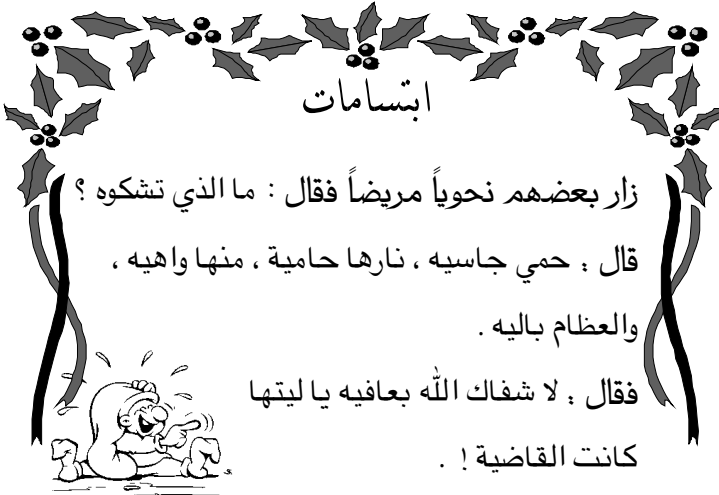 ابتسامات
زار بعضهم نحوياً مريضاً فقال : ما الذي تشكوه ؟
قال : حمي جاسيه ، نارها حامية ، منها واهيه ،
والعظام باليه .
فقال : لا شفاك الله بعافيه يا ليتها
كانت القاضية ! .